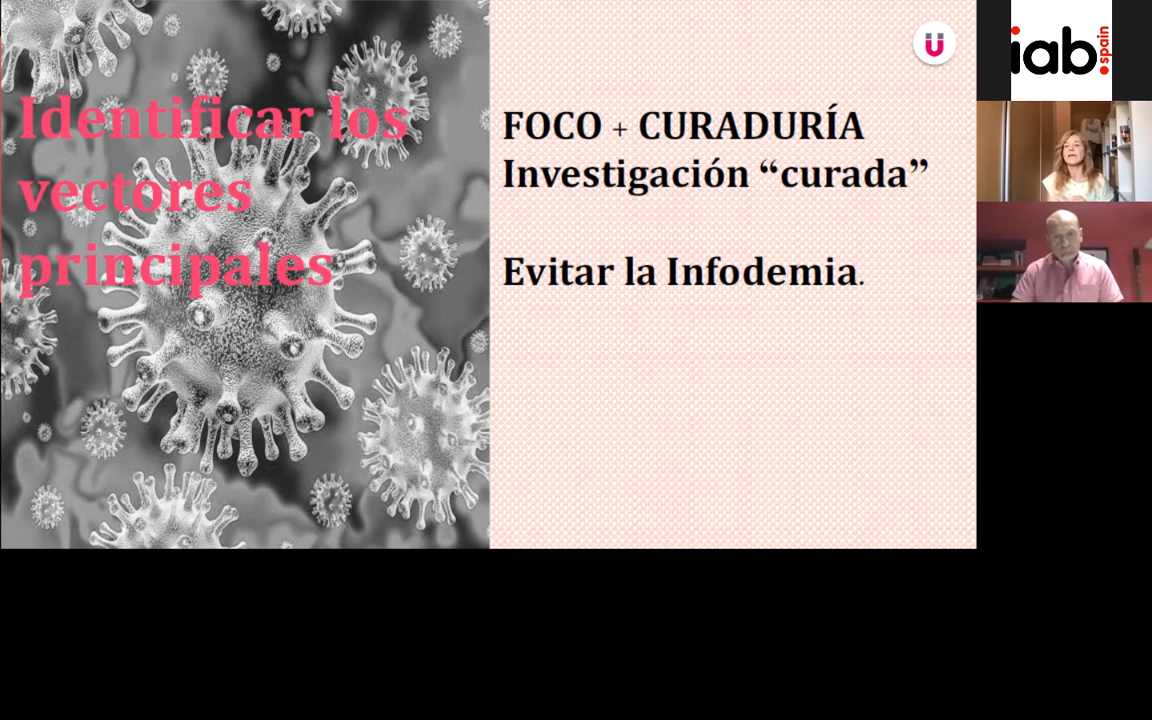 Identificar los
vectores
principales
FOCO + CURADURÍA
Investigación “curada”
Evitar la Infodemia.
iab.
spain